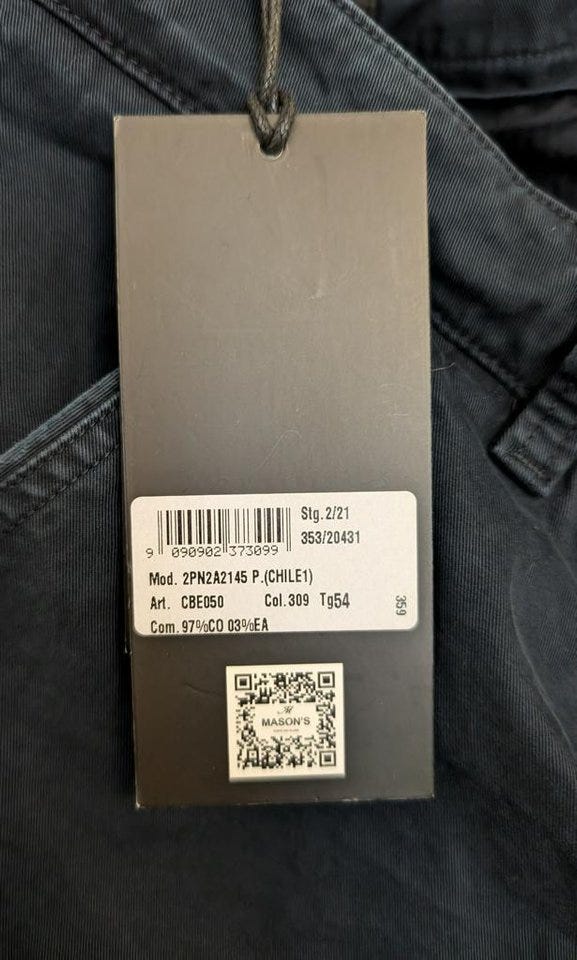 Stg. 2/21
353/20431
9 090902 373099
Mod. 2PN2A2145 P.(CHILE1)
Art. CBE050 Col. 309 Tg54
359
Com. 97%CO 03%EA
MASON'S